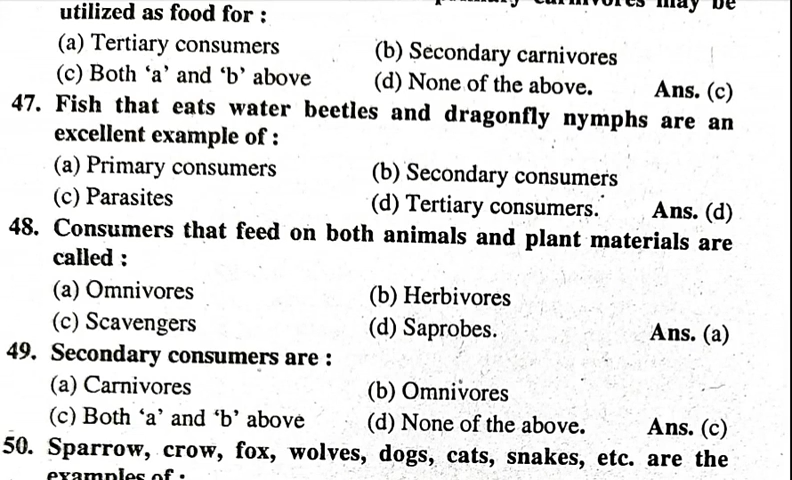 may be
utilized as food for :
(a) Tertiary consumers (b) Secondary carnivores
(c) Both ‘a’ and ‘b’ above (d) None of the above. Ans. (c)
47. Fish that eats water beetles and dragonfly nymphs are an
excellent example of :
(a) Primary consumers (b) Secondary consumers
(c) Parasites (d) Tertiary consumers. Ans. (d)
48. Consumers that feed on both animals and plant materials are
called :
(a) Omnivores (b) Herbivores
(c) Scavengers (d) Saprobes. Ans. (a)
49. Secondary consumers are :
(a) Carnivores (b) Omnivores
(c) Both ‘a’ and ‘b’ above (d) None of the above. Ans. (c)
50. Sparrow, crow, fox, wolves, dogs, cats, snakes, etc. are the
examples of :